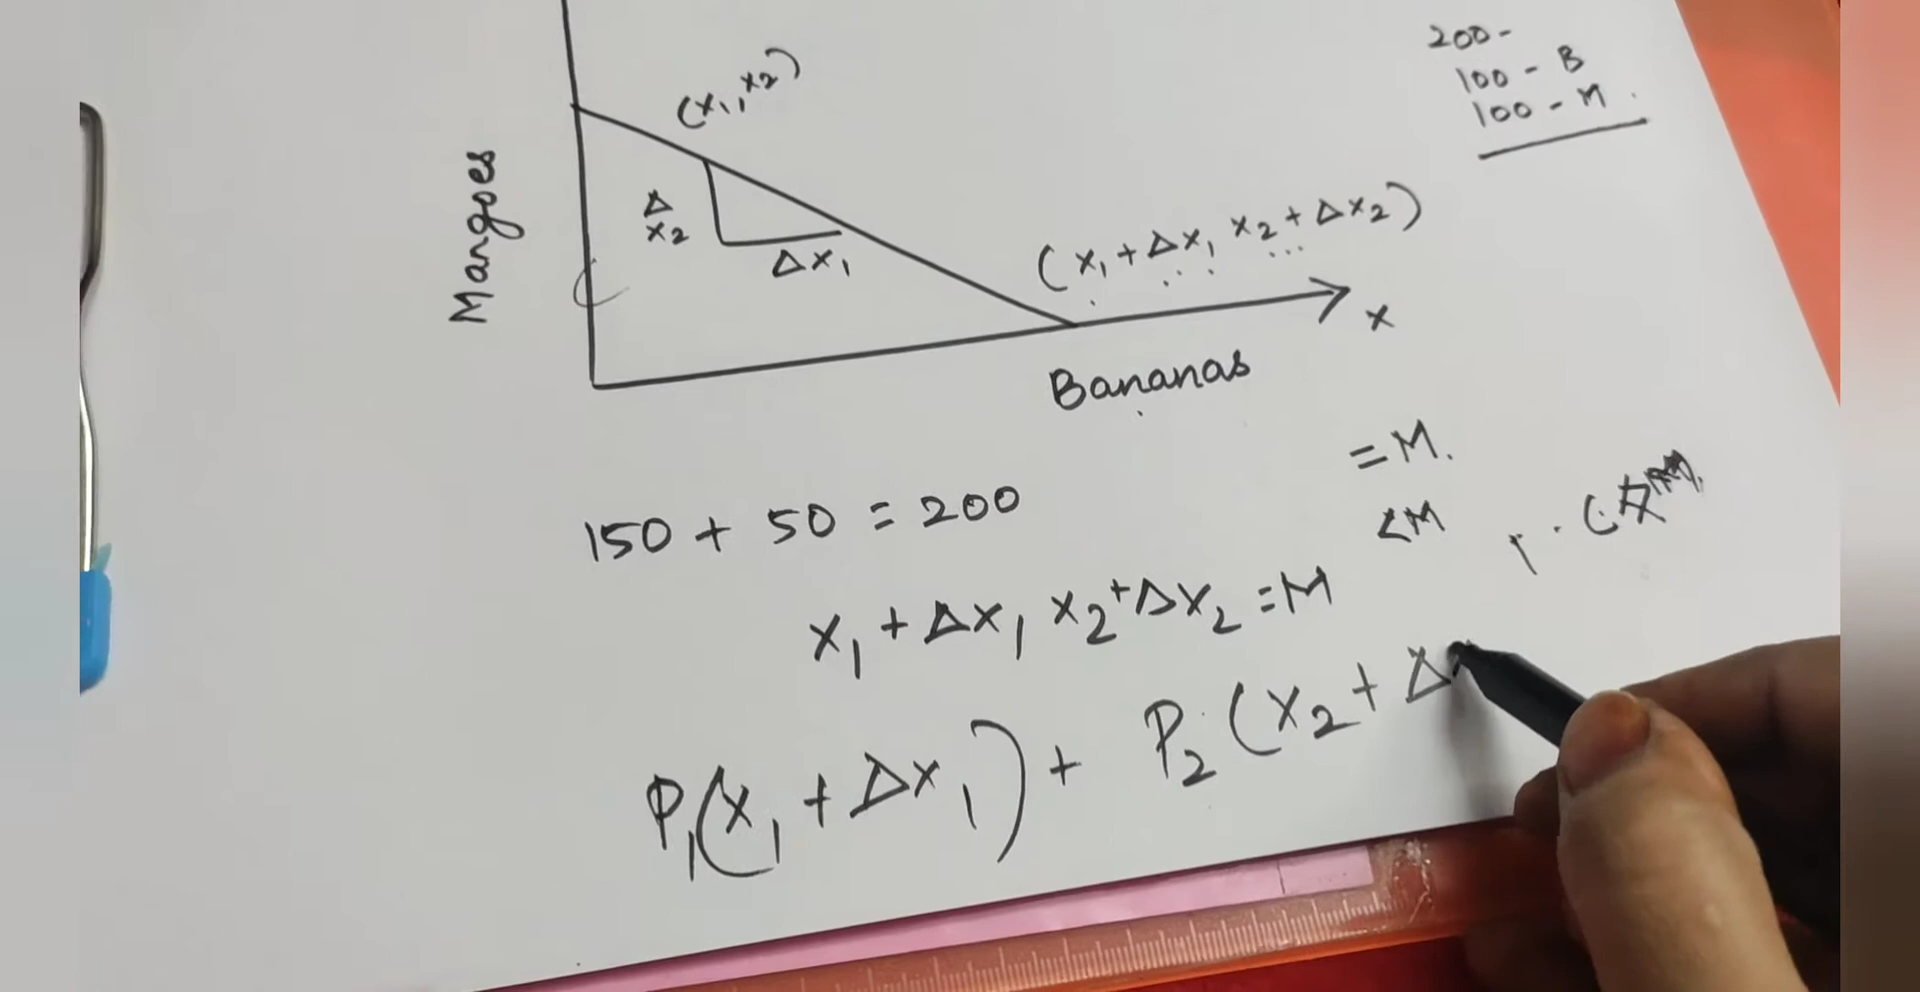 200-
100 - B
100 - M
(x₁, x₂)
Mangoes
Δ
x₂
Δx₁
(x₁ + Δx₁ x₂ + Δx₂)
x
Bananas
= M.
<M
150 + 50 = 200
x₁ + Δx₁ x₂ + Δx₂ = M
P₁(x₁ + Δx₁) + P₂ (x₂ + Δ